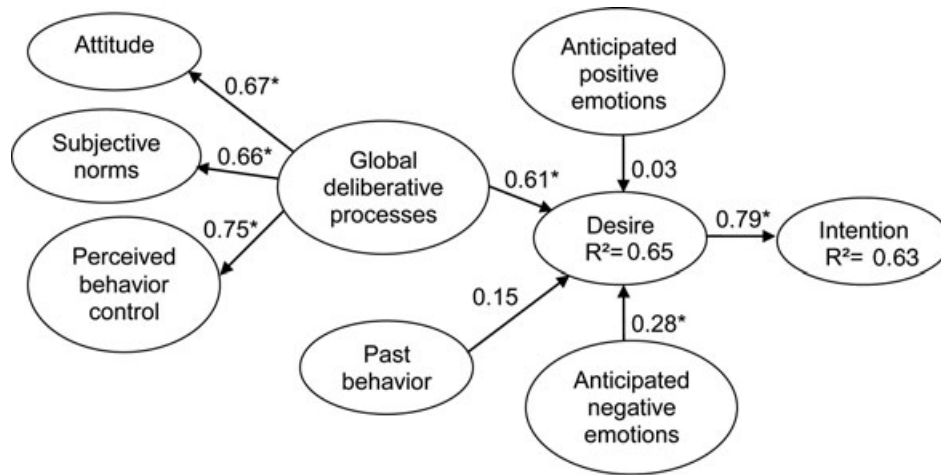 Attitude
0.67*
Subjective
norms
0.66*
Perceived
behavior
control
0.75*
Global
deliberative
processes
0.61*
Anticipated
positive
emotions
0.03
Desire
R²= 0.65
0.79*
Intention
R²= 0.63
Past
behavior
0.15
0.28*
Anticipated
negative
emotions